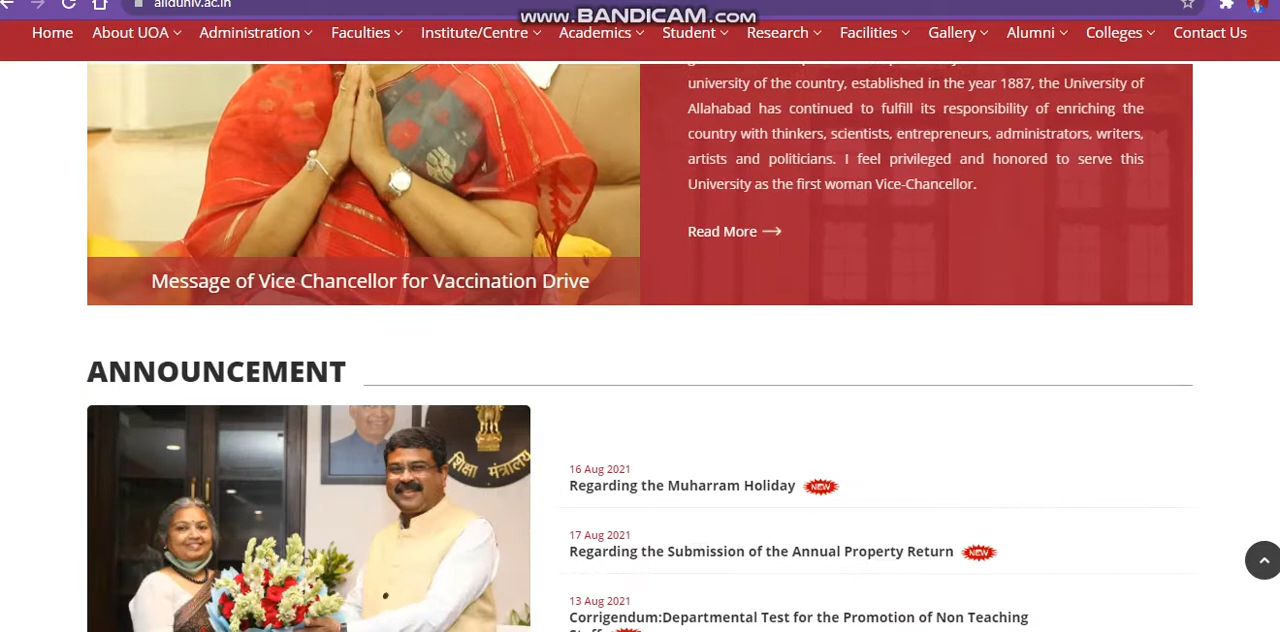 allduniv.ac.in
www.BANDICAM.com
Home About UOA Administration Faculties Institute/Centre Academics Student Research Facilities Gallery Alumni Colleges Contact Us
university of the country, established in the year 1887, the University of
Allahabad has continued to fulfill its responsibility of enriching the
country with thinkers, scientists, entrepreneurs, administrators, writers,
artists and politicians. I feel privileged and honored to serve this
University as the first woman Vice-Chancellor.
Read More
Message of Vice Chancellor for Vaccination Drive
ANNOUNCEMENT
शिक्षा मंत्रालय
16 Aug 2021
Regarding the Muharram Holiday NEW
17 Aug 2021
Regarding the Submission of the Annual Property Return NEW
13 Aug 2021
Corrigendum:Departmental Test for the Promotion of Non Teaching